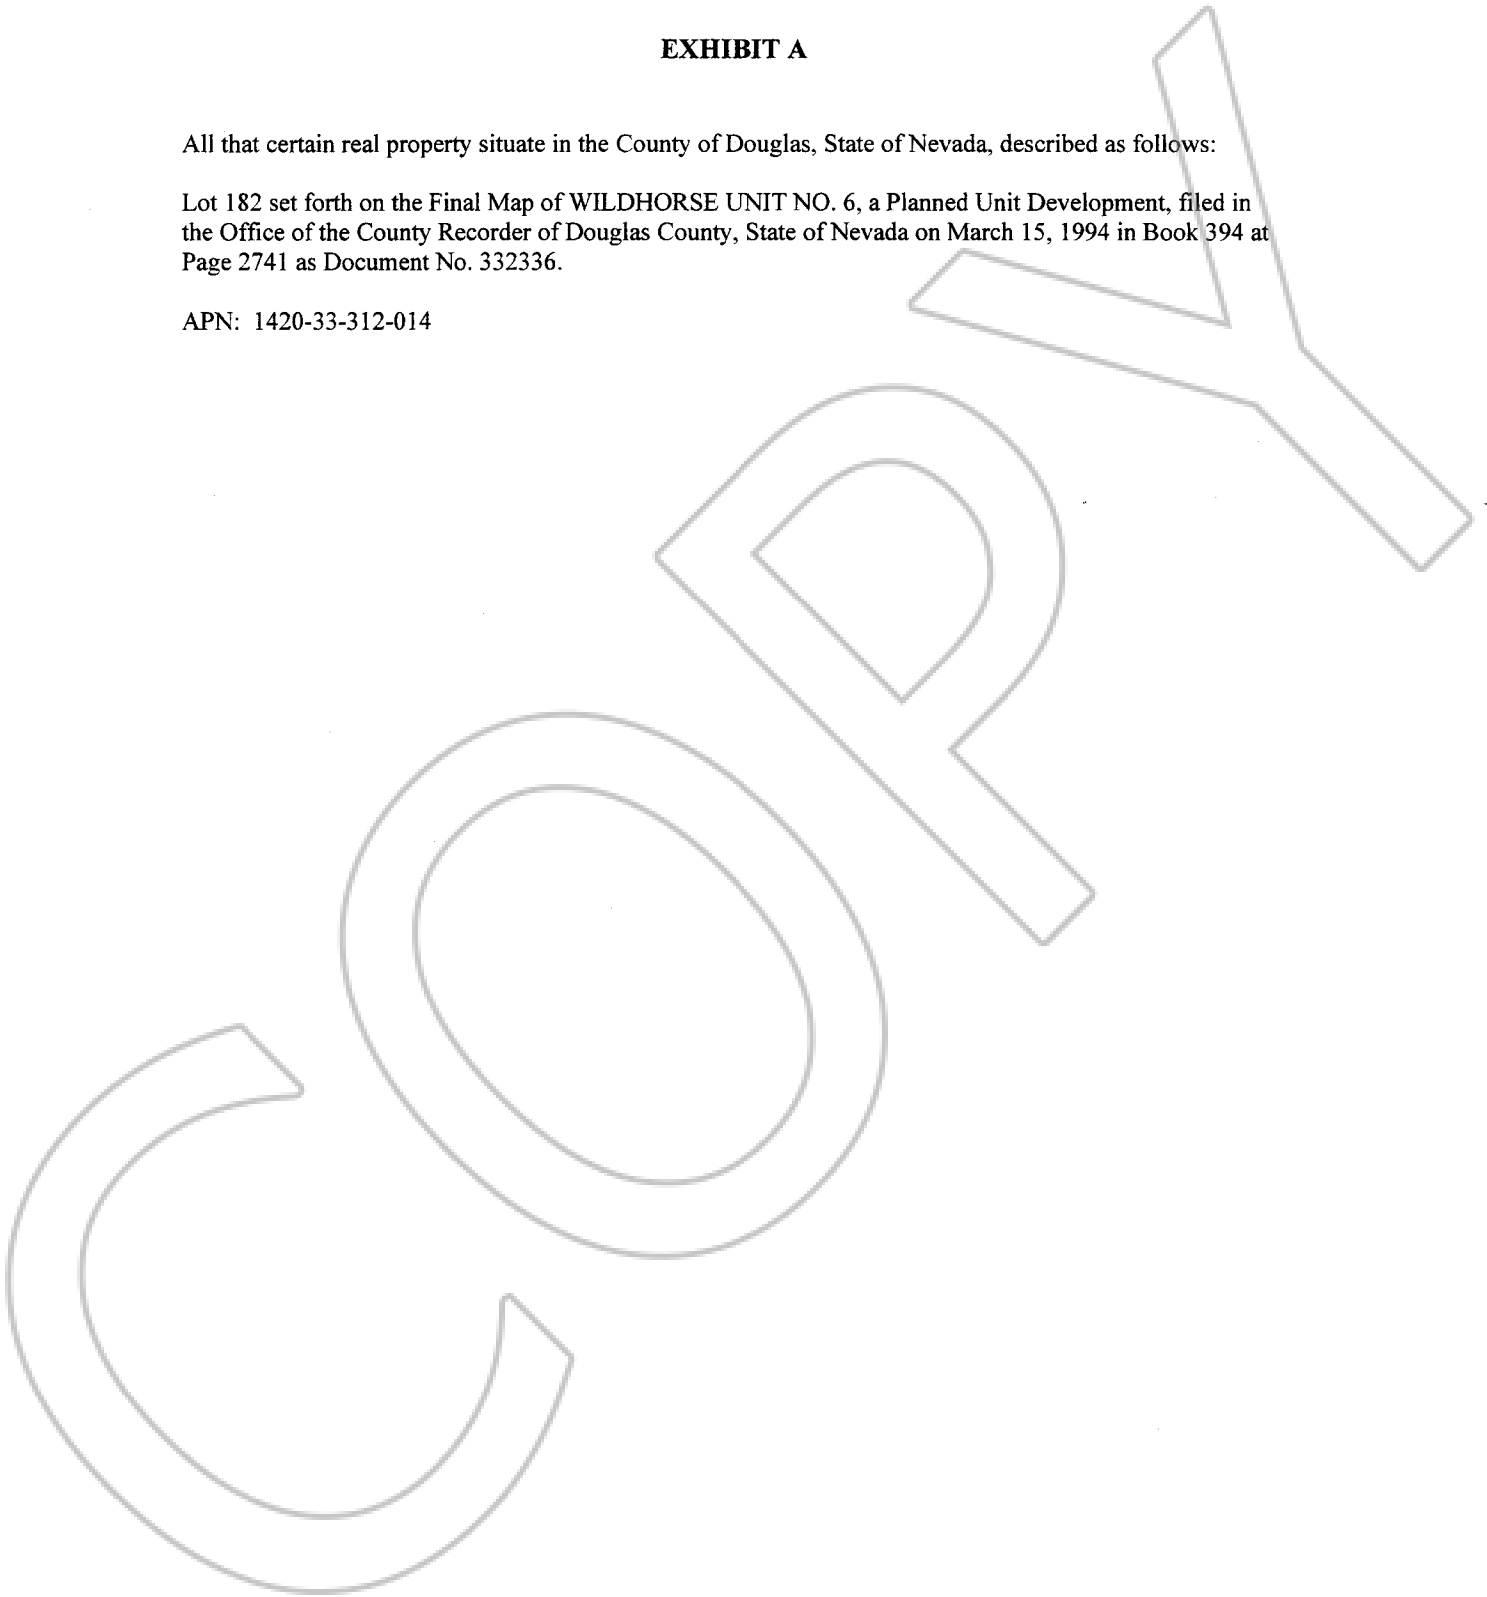 EXHIBIT A
All that certain real property situate in the County of Douglas, State of Nevada, described as follows:
Lot 182 set forth on the Final Map of WILDHORSE UNIT NO. 6, a Planned Unit Development, filed in
the Office of the County Recorder of Douglas County, State of Nevada on March 15, 1994 in Book 394 at
Page 2741 as Document No. 332336.
APN: 1420-33-312-014
COPY